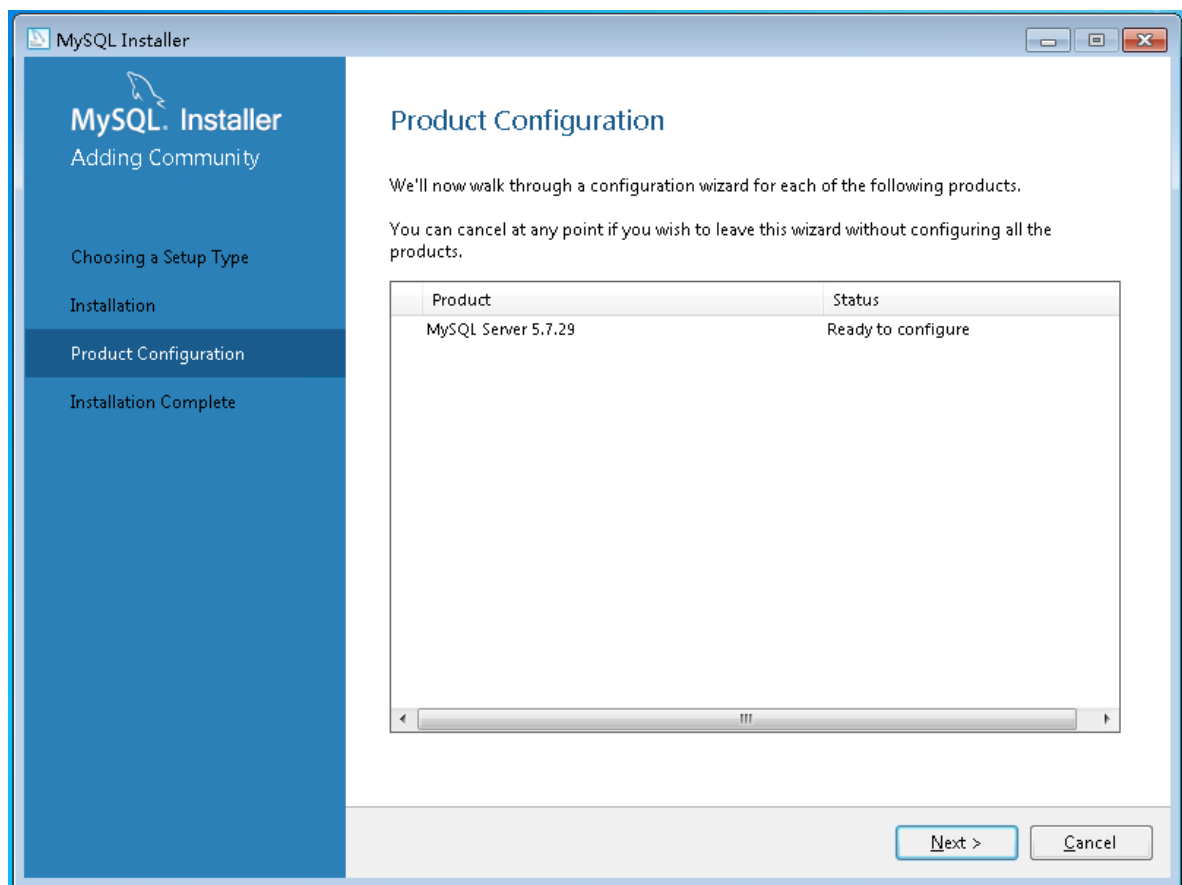 MySQL Installer
MySQL. Installer
Adding Community
Choosing a Setup Type
Installation
Product Configuration
Installation Complete
Product Configuration
We'll now walk through a configuration wizard for each of the following products.
You can cancel at any point if you wish to leave this wizard without configuring all the
products.
Product Status
MySQL Server 5.7.29 Ready to configure
Next > Cancel